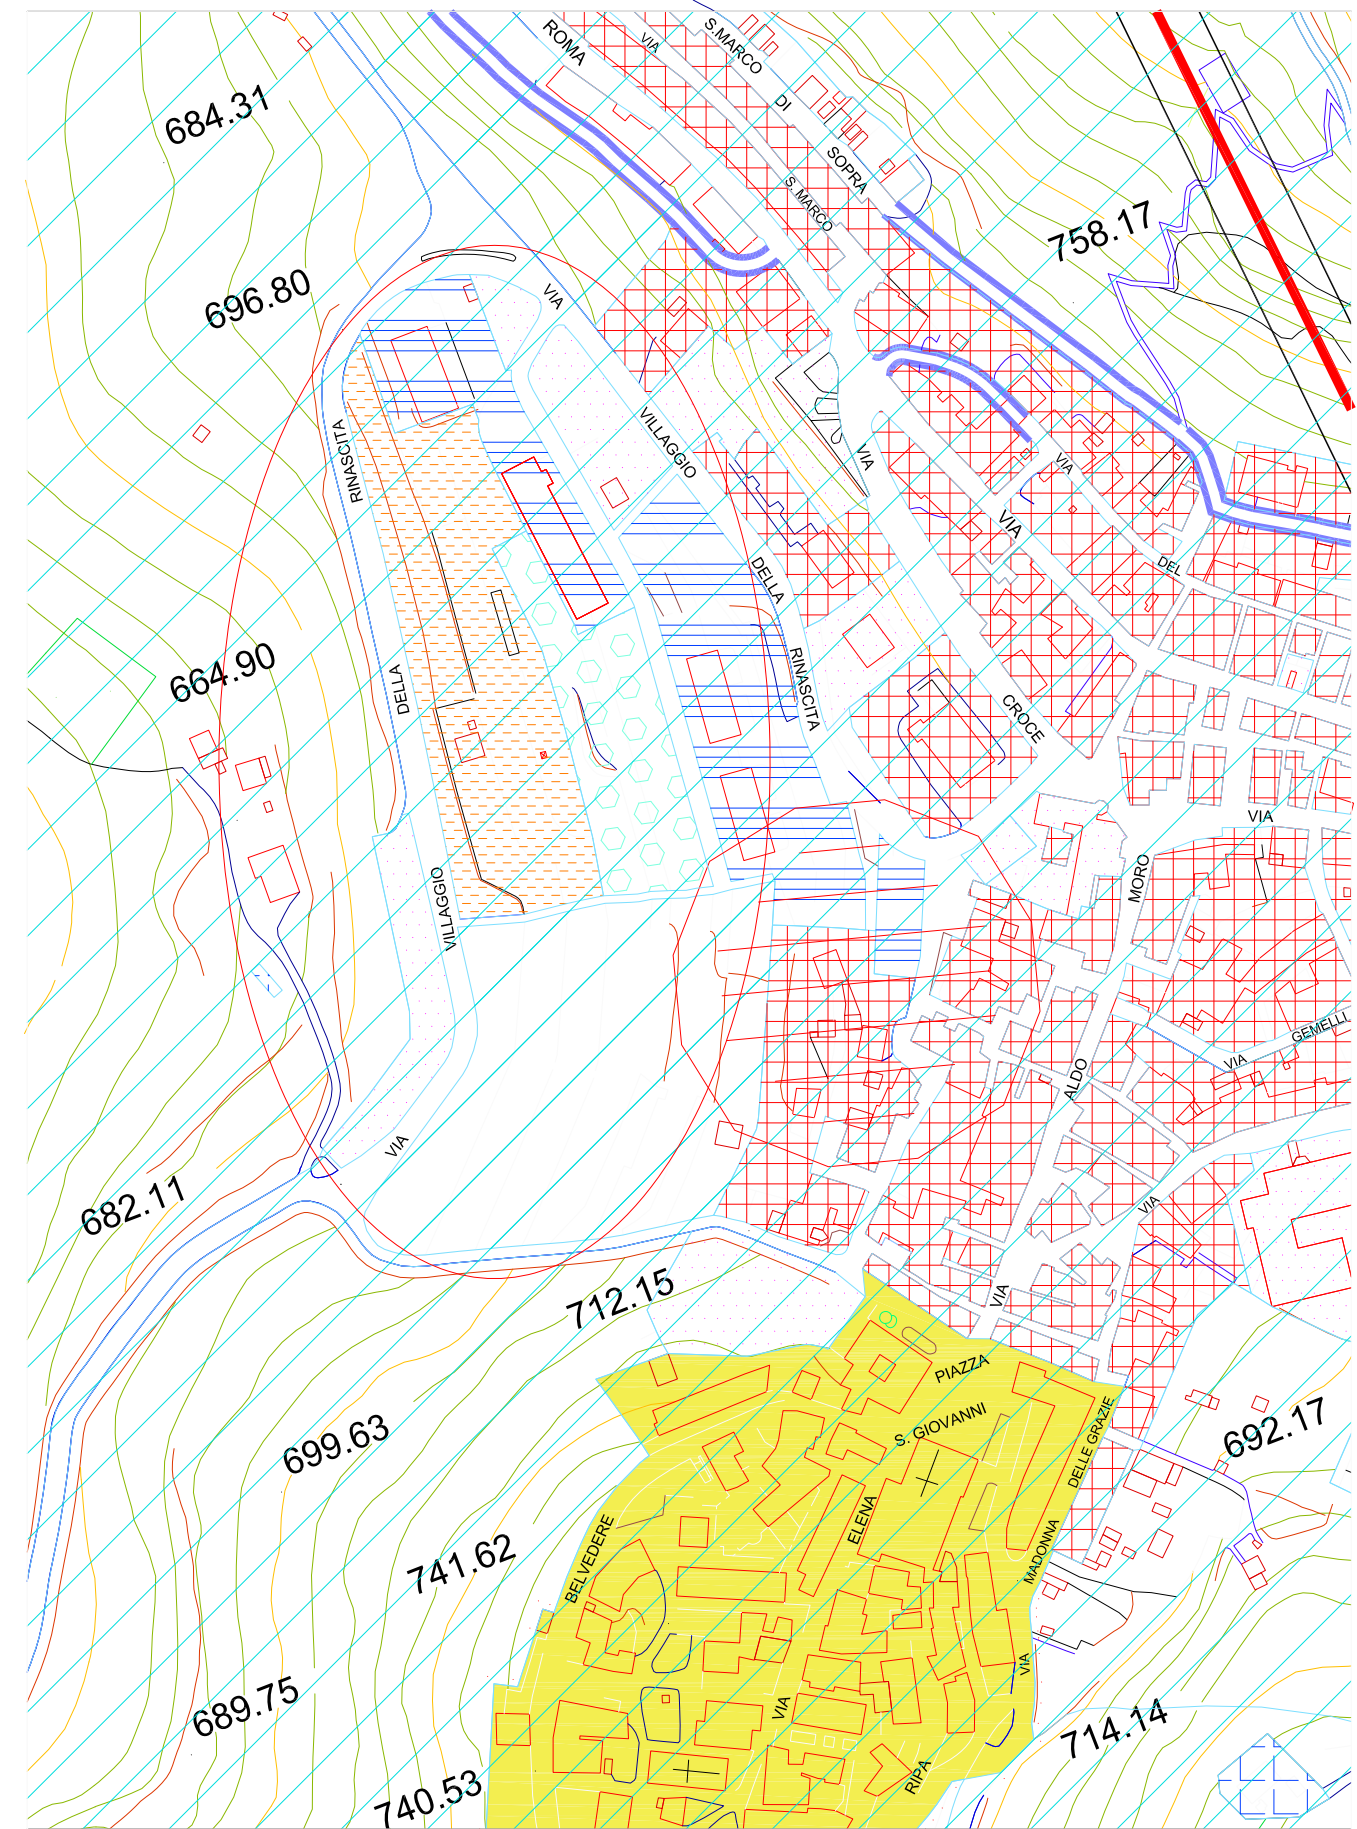 ROMA
VIA
S.MARCO
DI
SOPRA
S. MARCO
684.31
758.17
696.80
VIA
VILLAGGIO
DELLA
RINASCITA
RINASCITA
DELLA
VILLAGGIO
VIA
VIA
CROCE
VIA
VIA
DEL
664.90
VIA
MORO
ALDO
VIA
VIA
GEMELLI
VIA
682.11
712.15
PIAZZA
S. GIOVANNI
699.63
692.17
DELLE GRAZIE
MADONNA
VIA
ELENA
VIA
BELVEDERE
741.62
689.75
714.14
RIPA
740.53